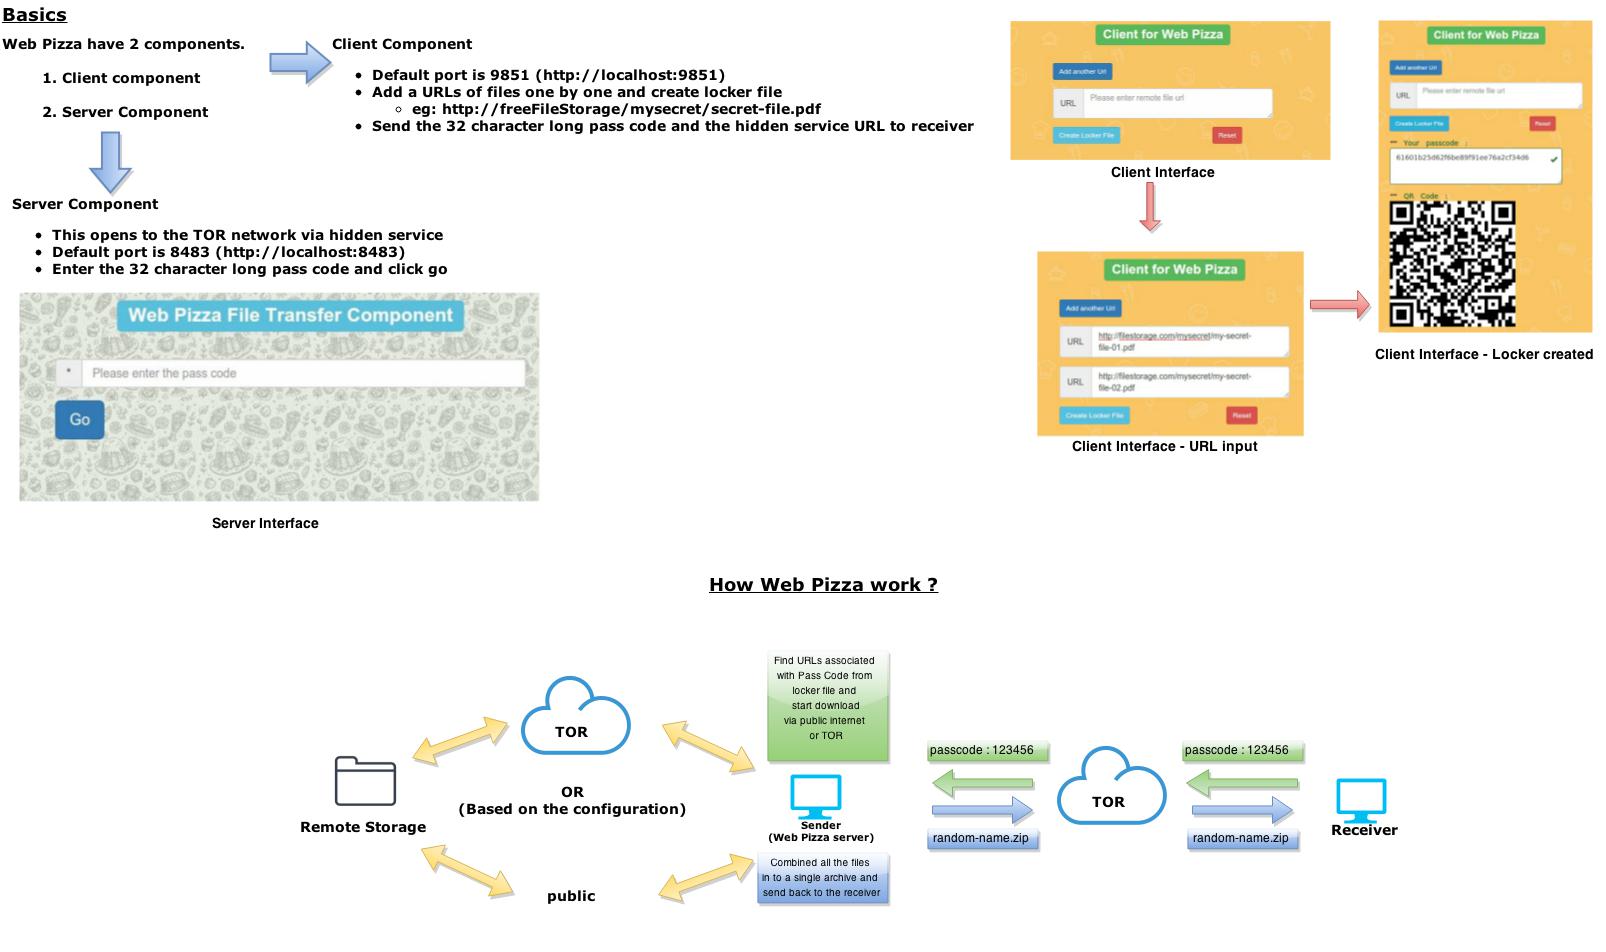 Basics
Web Pizza have 2 components.
1. Client component
2. Server Component
Client Component
• Default port is 9851 (http://localhost:9851)
• Add a URLs of files one by one and create locker file
◦ eg: http://freeFileStorage/mysecret/secret-file.pdf
• Send the 32 character long pass code and the hidden service URL to receiver
Server Component
• This opens to the TOR network via hidden service
• Default port is 8483 (http://localhost:8483)
• Enter the 32 character long pass code and click go
Web Pizza File Transfer Component
* Please enter the pass code
Go
Server Interface
Client for Web Pizza
Add another Url
URL Please enter remote file url
Create Locker File Reset
Client Interface
Client for Web Pizza
Add another Url
URL http://filestorage.com/mysecret/my-secret-
file-01.pdf
URL http://filestorage.com/mysecret/my-secret-
file-02.pdf
Create Locker File Reset
Client Interface - URL input
Client for Web Pizza
Add another Url
URL Please enter remote file url
Create Locker File Reset
Your passcode :
61601b25d62f6be89f91ee76a2cf34d6
QR Code :
Client Interface - Locker created
How Web Pizza work ?
Remote Storage
TOR
OR
(Based on the configuration)
public
Find URLs associated
with Pass Code from
locker file and
start download
via public internet
or TOR
Sender
(Web Pizza server)
Combined all the files
in to a single archive and
send back to the receiver
passcode : 123456
random-name.zip
TOR
passcode : 123456
random-name.zip
Receiver